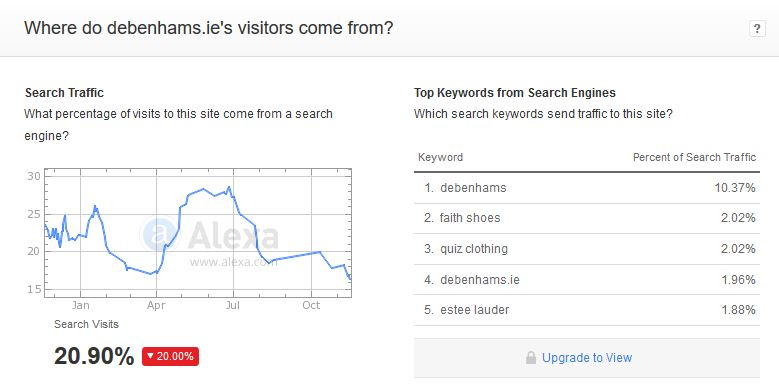 Where do debenhams.ie's visitors come from?
?
Search Traffic
What percentage of visits to this site come from a search
engine?
30
25
20
15
Jan
Apr
Jul
Oct
a Alexa
www.alexa.com
Search Visits
20.90% ▼ 20.00%
Top Keywords from Search Engines
Which search keywords send traffic to this site?
Keyword Percent of Search Traffic
1. debenhams 10.37%
2. faith shoes 2.02%
3. quiz clothing 2.02%
4. debenhams.ie 1.96%
5. estee lauder 1.88%
Upgrade to View